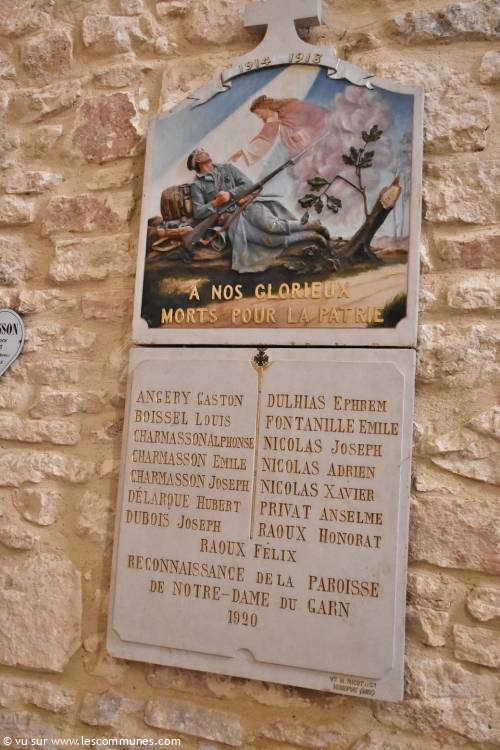 1914 1918
A NOS GLORIEUX
MORTS POUR LA PATRIE
ANGERY GASTON
BOISSEL LOUIS
CHARMASSON ALPHONSE
CHARMASSON EMILE
CHARMASSON JOSEPH
DÉLARQUE HUBERT
DUBOIS JOSEPH
DULHIAS EPHREM
FONTANILLE EMILE
NICOLAS JOSEPH
NICOLAS ADRIEN
NICOLAS XAVIER
PRIVAT ANSELME
RAOUX HONORAT
RAOUX FÉLIX
RECONNAISSANCE DE LA PAROISSE
DE NOTRE-DAME DU GARN
1920
© vu sur www.lescommunes.com